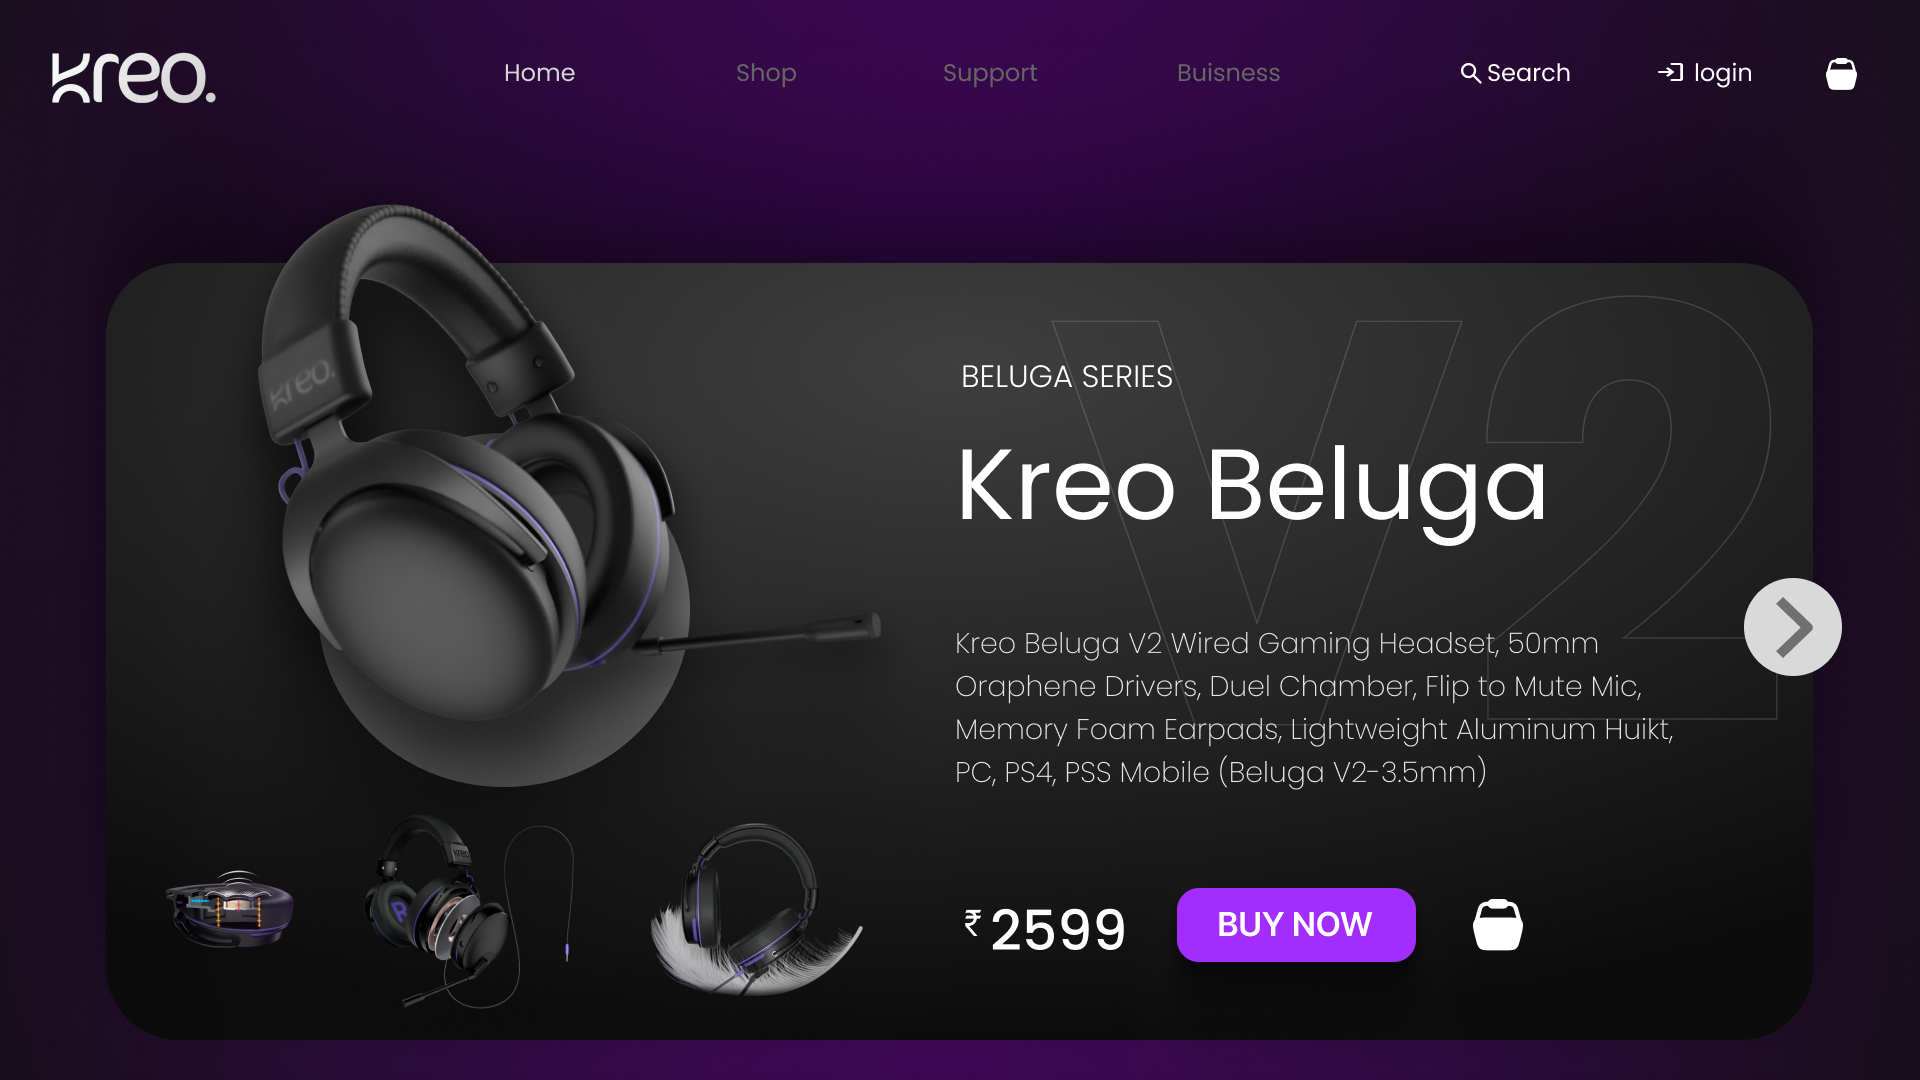 kreo.
Home
Shop
Support
Buisness
Search
login
kreo.
V2
BELUGA SERIES
Kreo Beluga
Kreo Beluga V2 Wired Gaming Headset, 50mm
Oraphene Drivers, Duel Chamber, Flip to Mute Mic,
Memory Foam Earpads, Lightweight Aluminum Huikt,
PC, PS4, PSS Mobile (Beluga V2-3.5mm)
kreo
R
₹2599
BUY NOW